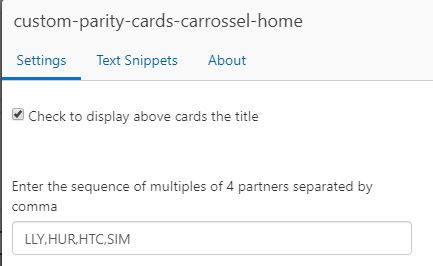 custom-parity-cards-carrossel-home
Settings Text Snippets About
Check to display above cards the title
Enter the sequence of multiples of 4 partners separated by
comma
LLY,HUR,HTC,SIM